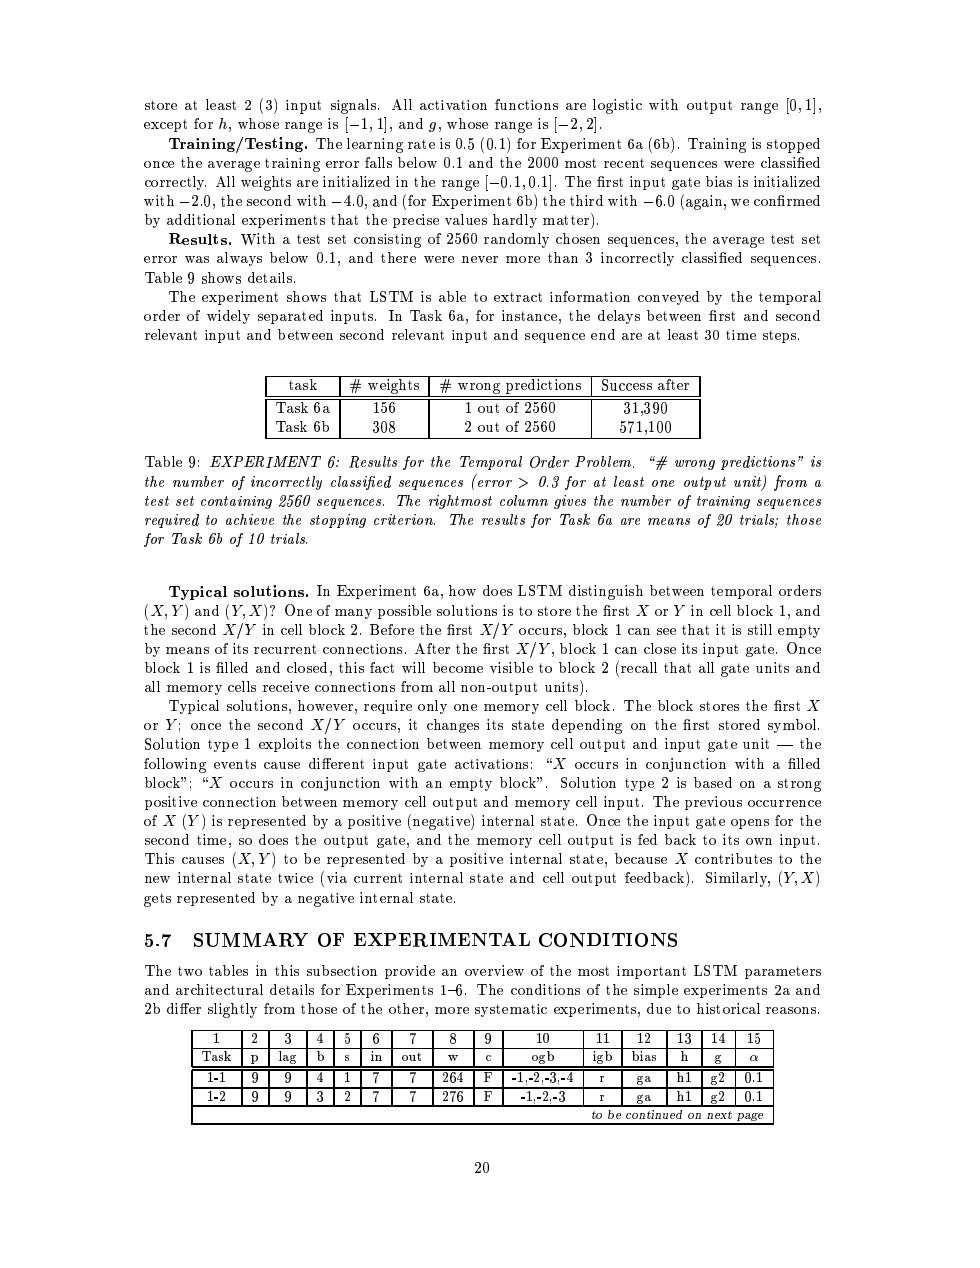 store at least 2 (3) input signals. All activation functions are logistic with output range [0, 1],
except for h, whose range is [−1, 1], and g, whose range is [−2, 2].
Training/Testing. The learning rate is 0.5 (0.1) for Experiment 6a (6b). Training is stopped
once the average training error falls below 0.1 and the 2000 most recent sequences were classified
correctly. All weights are initialized in the range [−0.1, 0.1]. The first input gate bias is initialized
with −2.0, the second with −4.0, and (for Experiment 6b) the third with −6.0 (again, we confirmed
by additional experiments that the precise values hardly matter).
Results. With a test set consisting of 2560 randomly chosen sequences, the average test set
error was always below 0.1, and there were never more than 3 incorrectly classified sequences.
Table 9 shows details.
The experiment shows that LSTM is able to extract information conveyed by the temporal
order of widely separated inputs. In Task 6a, for instance, the delays between first and second
relevant input and between second relevant input and sequence end are at least 30 time steps.
task # weights # wrong predictions Success after
Task 6a 156 1 out of 2560 31,390
Task 6b 308 2 out of 2560 571,100
Table 9: EXPERIMENT 6: Results for the Temporal Order Problem. “# wrong predictions” is
the number of incorrectly classified sequences (error > 0.3 for at least one output unit) from a
test set containing 2560 sequences. The rightmost column gives the number of training sequences
required to achieve the stopping criterion. The results for Task 6a are means of 20 trials; those
for Task 6b of 10 trials.
Typical solutions. In Experiment 6a, how does LSTM distinguish between temporal orders
(X, Y) and (Y, X)? One of many possible solutions is to store the first X or Y in cell block 1, and
the second X/Y in cell block 2. Before the first X/Y occurs, block 1 can see that it is still empty
by means of its recurrent connections. After the first X/Y, block 1 can close its input gate. Once
block 1 is filled and closed, this fact will become visible to block 2 (recall that all gate units and
all memory cells receive connections from all non-output units).
Typical solutions, however, require only one memory cell block. The block stores the first X
or Y; once the second X/Y occurs, it changes its state depending on the first stored symbol.
Solution type 1 exploits the connection between memory cell output and input gate unit — the
following events cause different input gate activations: “X occurs in conjunction with a filled
block”; “X occurs in conjunction with an empty block”. Solution type 2 is based on a strong
positive connection between memory cell output and memory cell input. The previous occurrence
of X (Y) is represented by a positive (negative) internal state. Once the input gate opens for the
second time, so does the output gate, and the memory cell output is fed back to its own input.
This causes (X, Y) to be represented by a positive internal state, because X contributes to the
new internal state twice (via current internal state and cell output feedback). Similarly, (Y, X)
gets represented by a negative internal state.
5.7 SUMMARY OF EXPERIMENTAL CONDITIONS
The two tables in this subsection provide an overview of the most important LSTM parameters
and architectural details for Experiments 1–6. The conditions of the simple experiments 2a and
2b differ slightly from those of the other, more systematic experiments, due to historical reasons.
1 2 3 4 5 6 7 8 9 10 11 12 13 14 15
Task p lag b s in out w c ogb igb bias h g α
1-1 9 9 4 1 7 7 264 F -1,-2,-3,-4 r ga h1 g2 0.1
1-2 9 9 3 2 7 7 276 F -1,-2,-3 r ga h1 g2 0.1
to be continued on next page
20